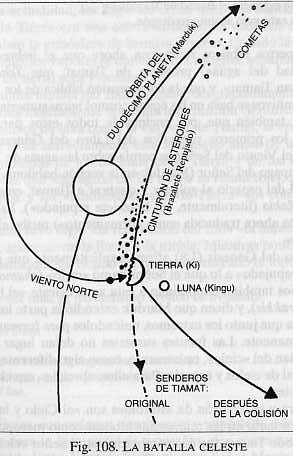 COMETAS
ÓRBITA DEL
DUODÉCIMO PLANETA (Marduk)
CINTURÓN DE ASTEROIDES
(Brazalete Repujado)
TIERRA (Ki)
VIENTO NORTE
LUNA (Kingu)
SENDEROS
DE TIAMAT:
ORIGINAL
DESPUÉS
DE LA COLISIÓN
Fig. 108. LA BATALLA CELESTE